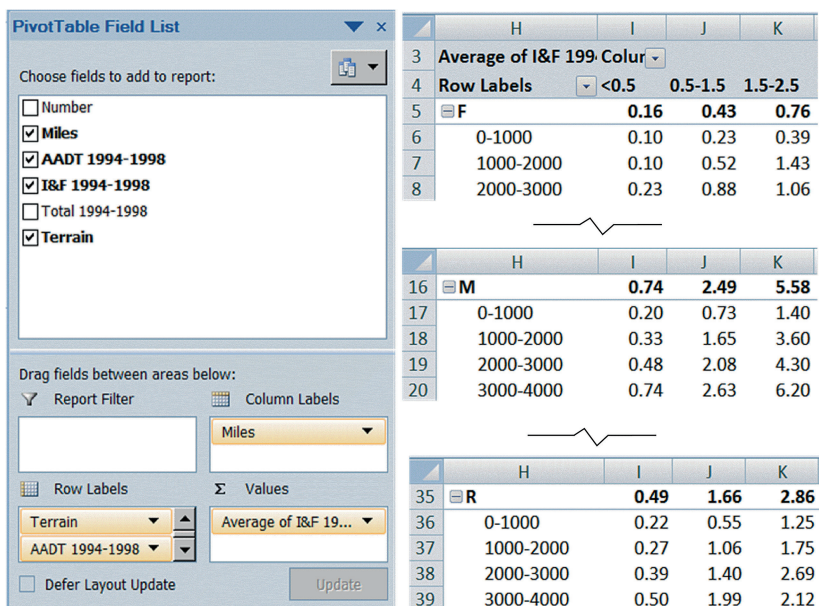 PivotTable Field List
Choose fields to add to report:
Number
Miles
AADT 1994-1998
I&F 1994-1998
Total 1994-1998
Terrain
Drag fields between areas below:
Report Filter Column Labels
Miles
Row Labels Σ Values
Terrain Average of I&F 19...
AADT 1994-1998
Defer Layout Update Update
H I J K
3 Average of I&F 199 Colur
4 Row Labels <0.5 0.5-1.5 1.5-2.5
5 F 0.16 0.43 0.76
6 0-1000 0.10 0.23 0.39
7 1000-2000 0.10 0.52 1.43
8 2000-3000 0.23 0.88 1.06
H I J K
16 M 0.74 2.49 5.58
17 0-1000 0.20 0.73 1.40
18 1000-2000 0.33 1.65 3.60
19 2000-3000 0.48 2.08 4.30
20 3000-4000 0.74 2.63 6.20
H I J K
35 R 0.49 1.66 2.86
36 0-1000 0.22 0.55 1.25
37 1000-2000 0.27 1.06 1.75
38 2000-3000 0.39 1.40 2.69
39 3000-4000 0.50 1.99 2.12